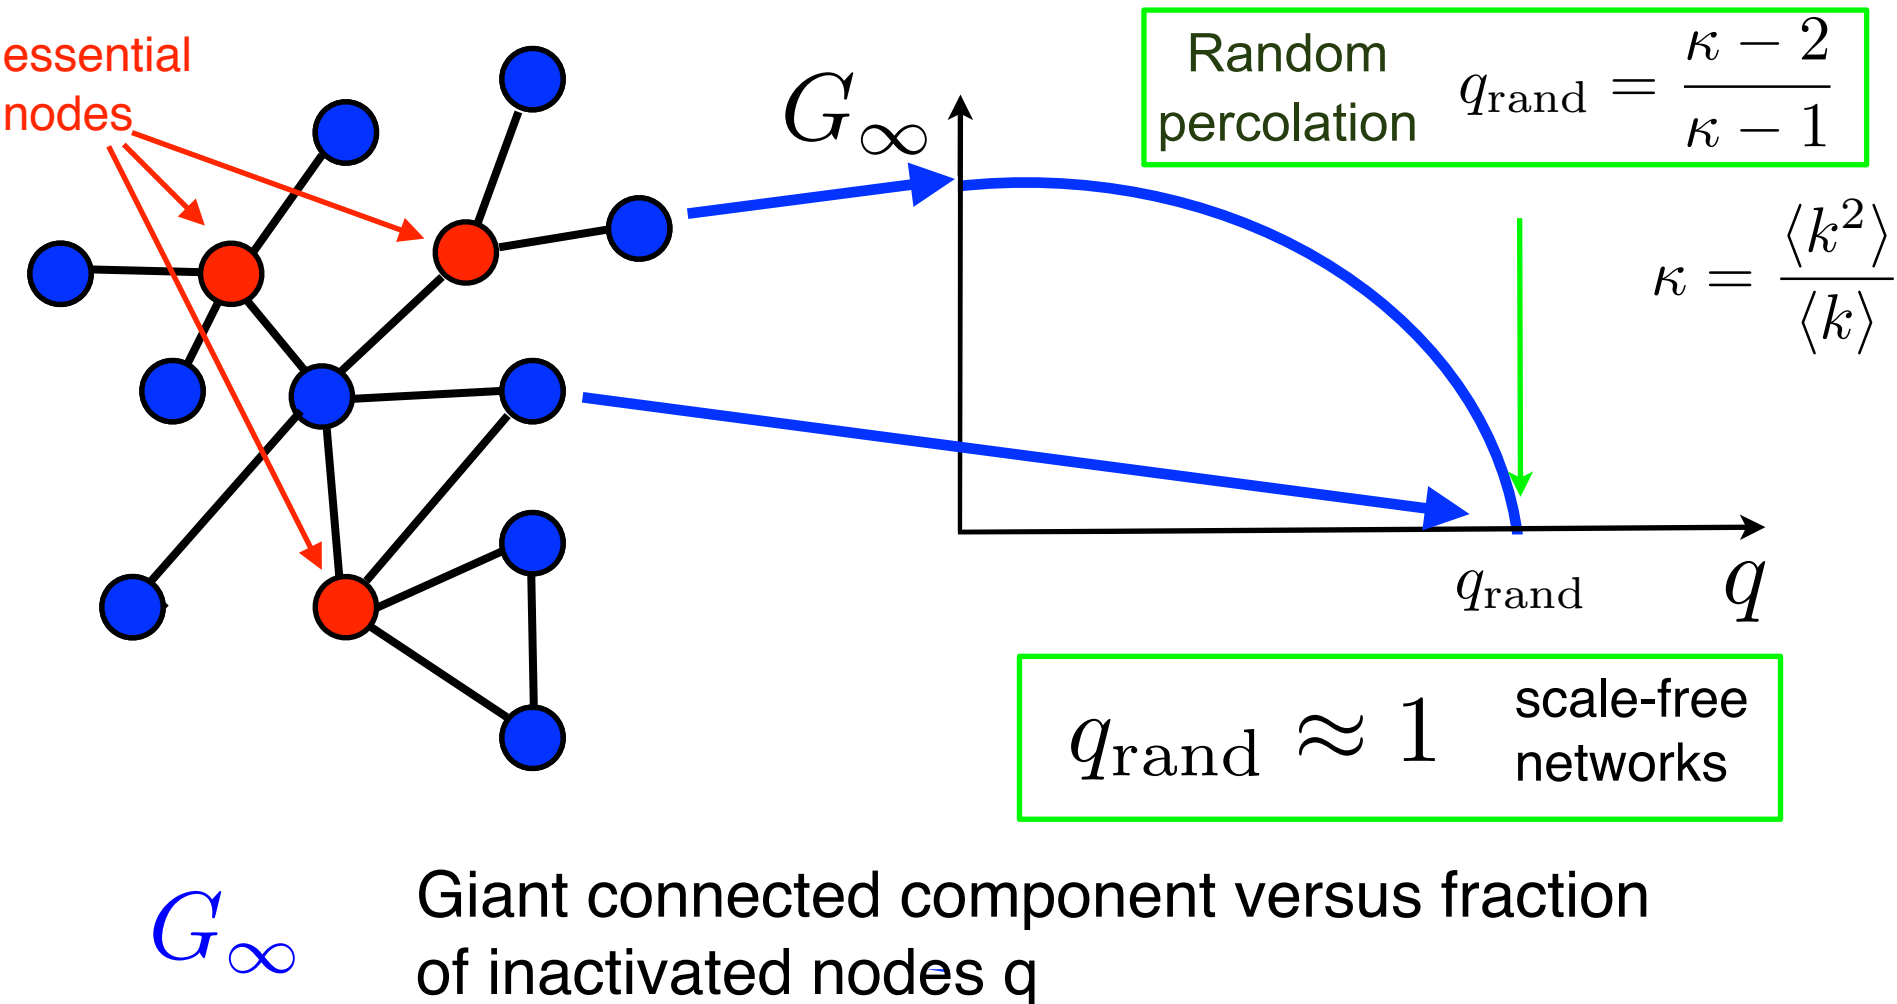 essential
nodes
G∞
Random
percolation
q_rand = (κ − 2)/(κ − 1)
κ = ⟨k²⟩/⟨k⟩
q_rand
q
q_rand ≈ 1
scale-free
networks
G∞
Giant connected component versus fraction
of inactivated nodes q